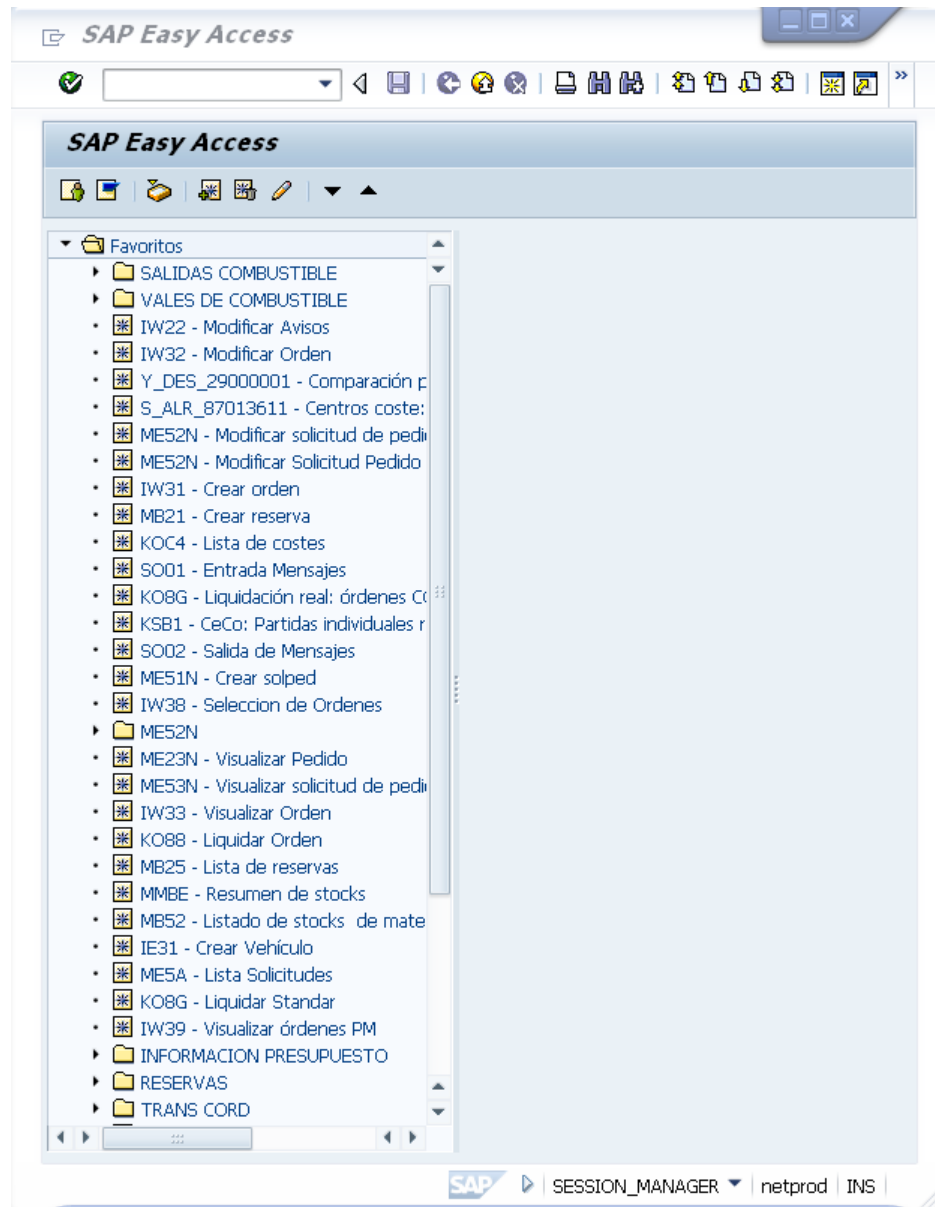 SAP Easy Access
SAP Easy Access
Favoritos
SALIDAS COMBUSTIBLE
VALES DE COMBUSTIBLE
IW22 - Modificar Avisos
IW32 - Modificar Orden
Y_DES_29000001 - Comparación p
S_ALR_87013611 - Centros coste:
ME52N - Modificar solicitud de pedi
ME52N - Modificar Solicitud Pedido
IW31 - Crear orden
MB21 - Crear reserva
KOC4 - Lista de costes
SO01 - Entrada Mensajes
KO8G - Liquidación real: órdenes CO
KSB1 - CeCo: Partidas individuales r
SO02 - Salida de Mensajes
ME51N - Crear solped
IW38 - Seleccion de Ordenes
ME52N
ME23N - Visualizar Pedido
ME53N - Visualizar solicitud de pedi
IW33 - Visualizar Orden
KO88 - Liquidar Orden
MB25 - Lista de reservas
MMBE - Resumen de stocks
MB52 - Listado de stocks de mate
IE31 - Crear Vehículo
ME5A - Lista Solicitudes
KO8G - Liquidar Standar
IW39 - Visualizar órdenes PM
INFORMACION PRESUPUESTO
RESERVAS
TRANS CORD
SAP SESSION_MANAGER netprod INS